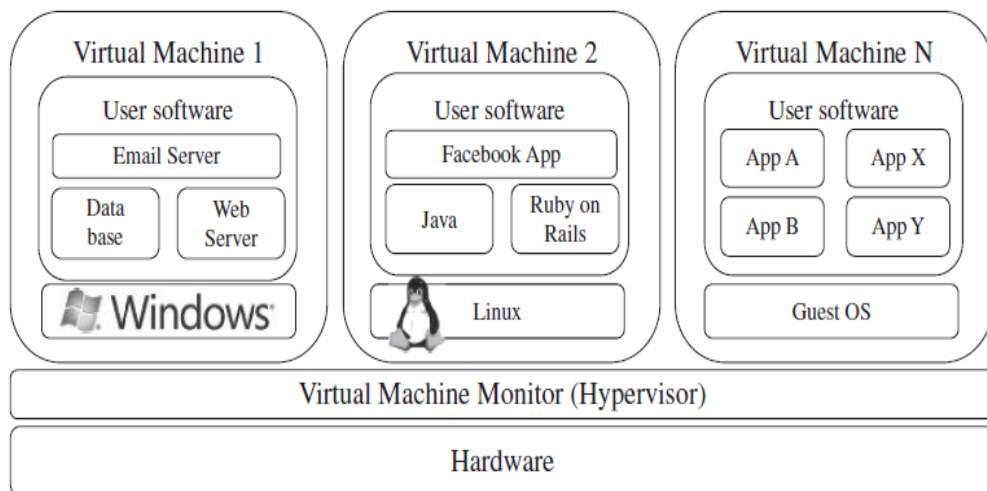 Virtual Machine 1
User software
Email Server
Data
base
Web
Server
Windows
Virtual Machine 2
User software
Facebook App
Java
Ruby on
Rails
Linux
Virtual Machine N
User software
App A
App X
App B
App Y
Guest OS
Virtual Machine Monitor (Hypervisor)
Hardware